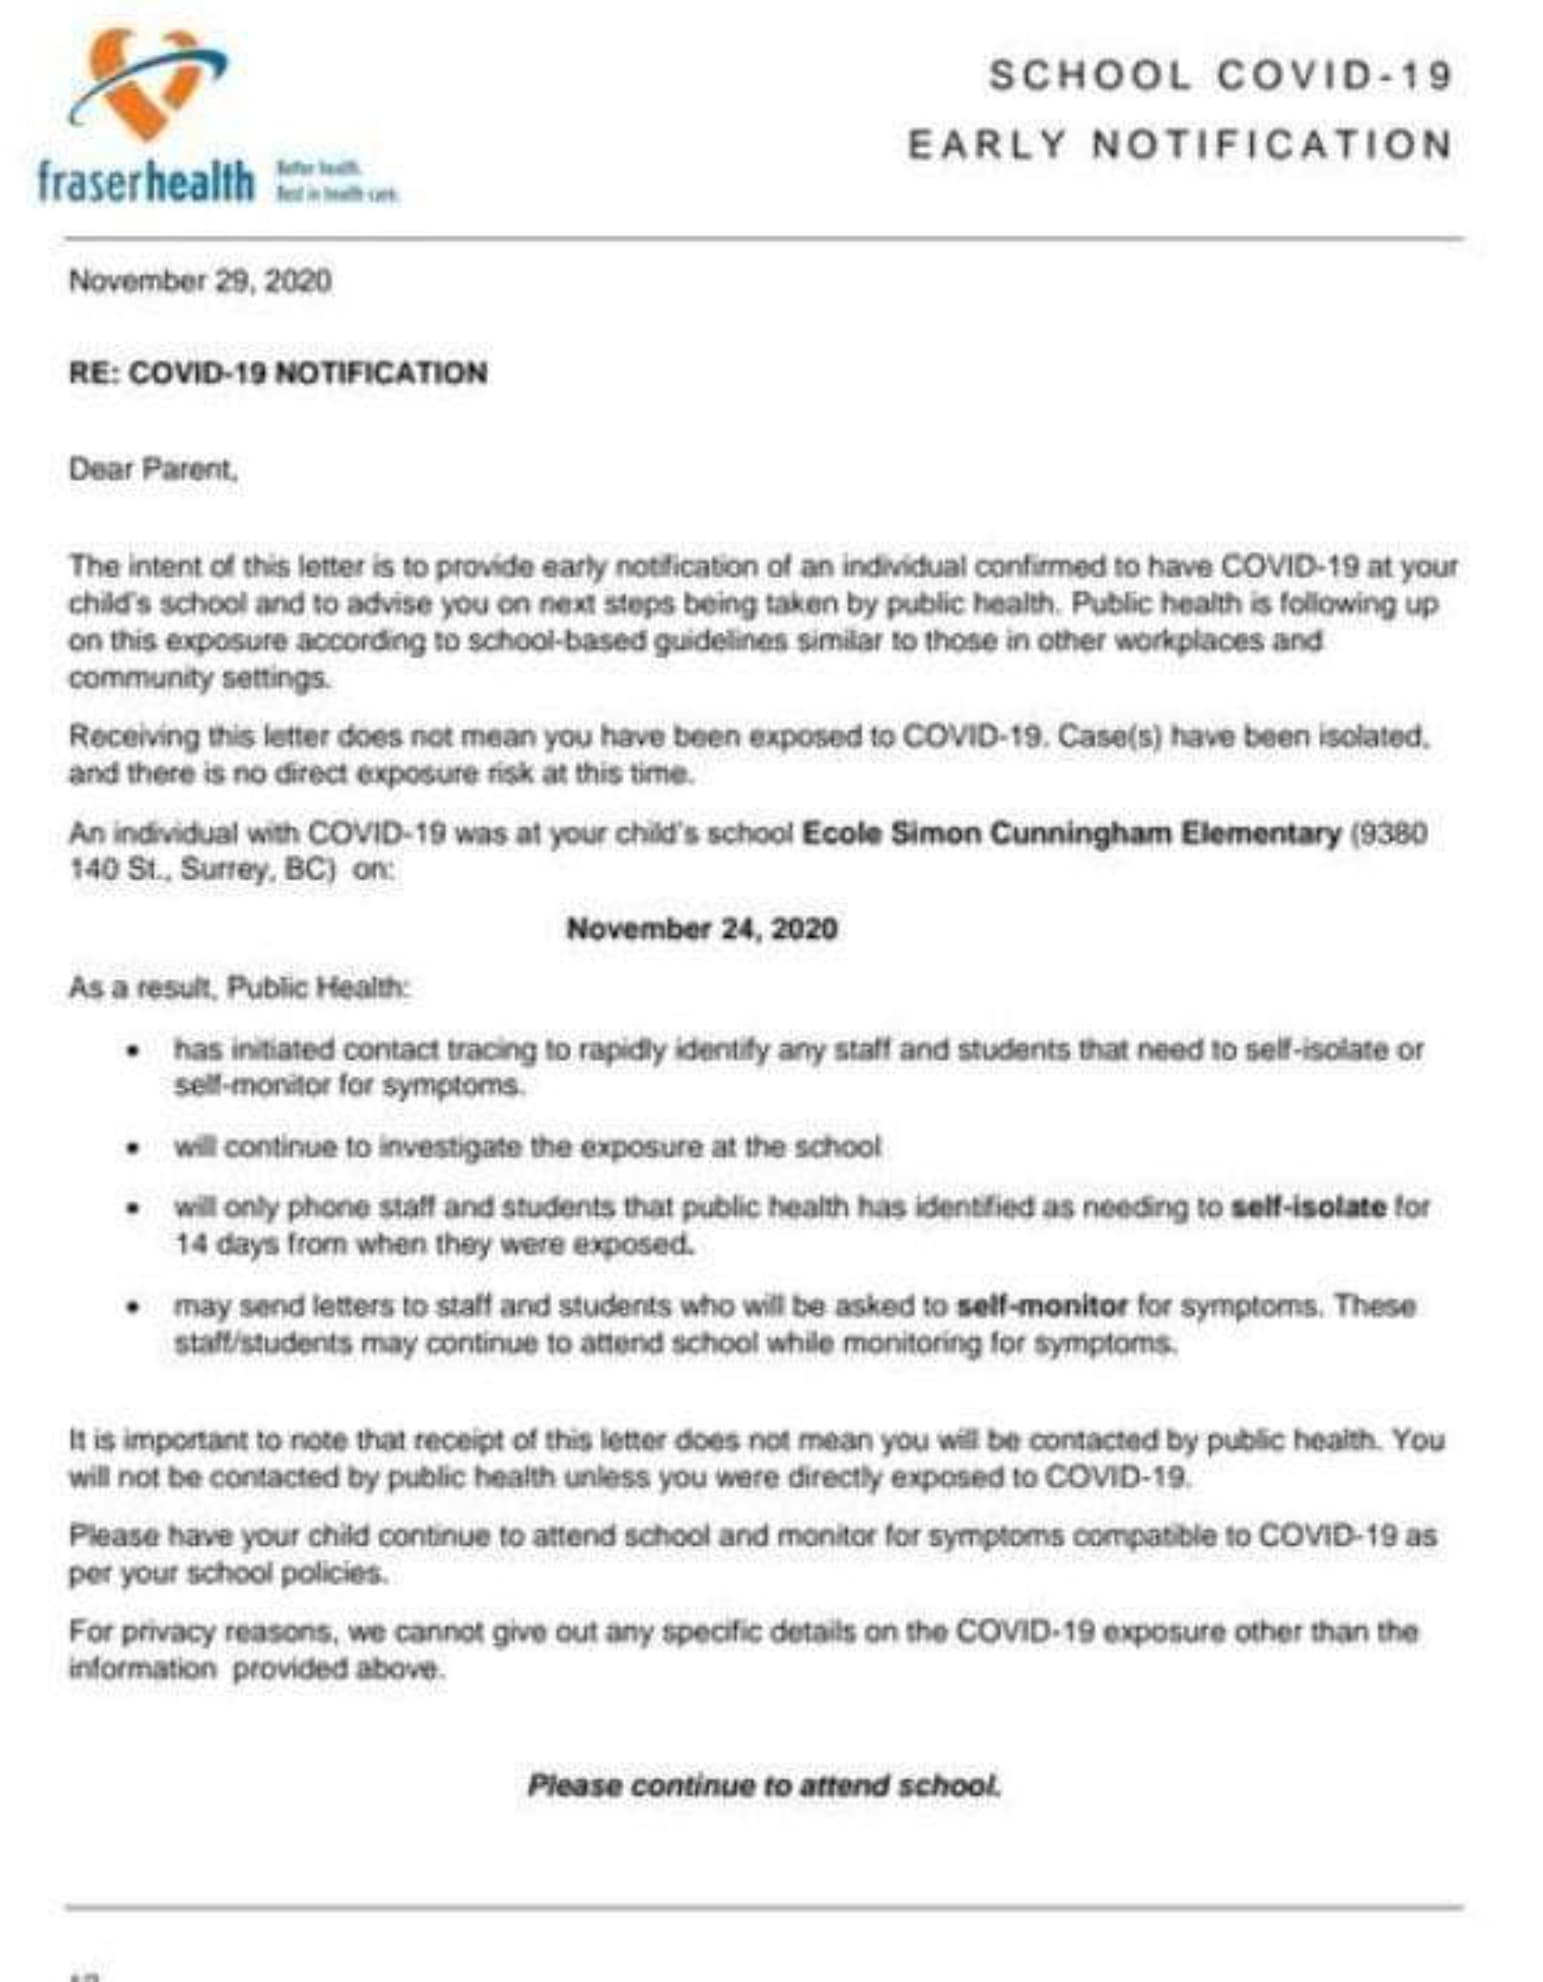 SCHOOL COVID-19
EARLY NOTIFICATION
fraserhealth
Better health.
Best in health care.
November 29, 2020
RE: COVID-19 NOTIFICATION
Dear Parent,
The intent of this letter is to provide early notification of an individual confirmed to have COVID-19 at your
child's school and to advise you on next steps being taken by public health. Public health is following up
on this exposure according to school-based guidelines similar to those in other workplaces and
community settings.
Receiving this letter does not mean you have been exposed to COVID-19. Case(s) have been isolated,
and there is no direct exposure risk at this time.
An individual with COVID-19 was at your child's school Ecole Simon Cunningham Elementary (9380
140 St., Surrey, BC) on:
November 24, 2020
As a result, Public Health:
• has initiated contact tracing to rapidly identify any staff and students that need to self-isolate or
self-monitor for symptoms.
• will continue to investigate the exposure at the school
• will only phone staff and students that public health has identified as needing to self-isolate for
14 days from when they were exposed.
• may send letters to staff and students who will be asked to self-monitor for symptoms. These
staff/students may continue to attend school while monitoring for symptoms.
It is important to note that receipt of this letter does not mean you will be contacted by public health. You
will not be contacted by public health unless you were directly exposed to COVID-19.
Please have your child continue to attend school and monitor for symptoms compatible to COVID-19 as
per your school policies.
For privacy reasons, we cannot give out any specific details on the COVID-19 exposure other than the
information provided above.
Please continue to attend school.